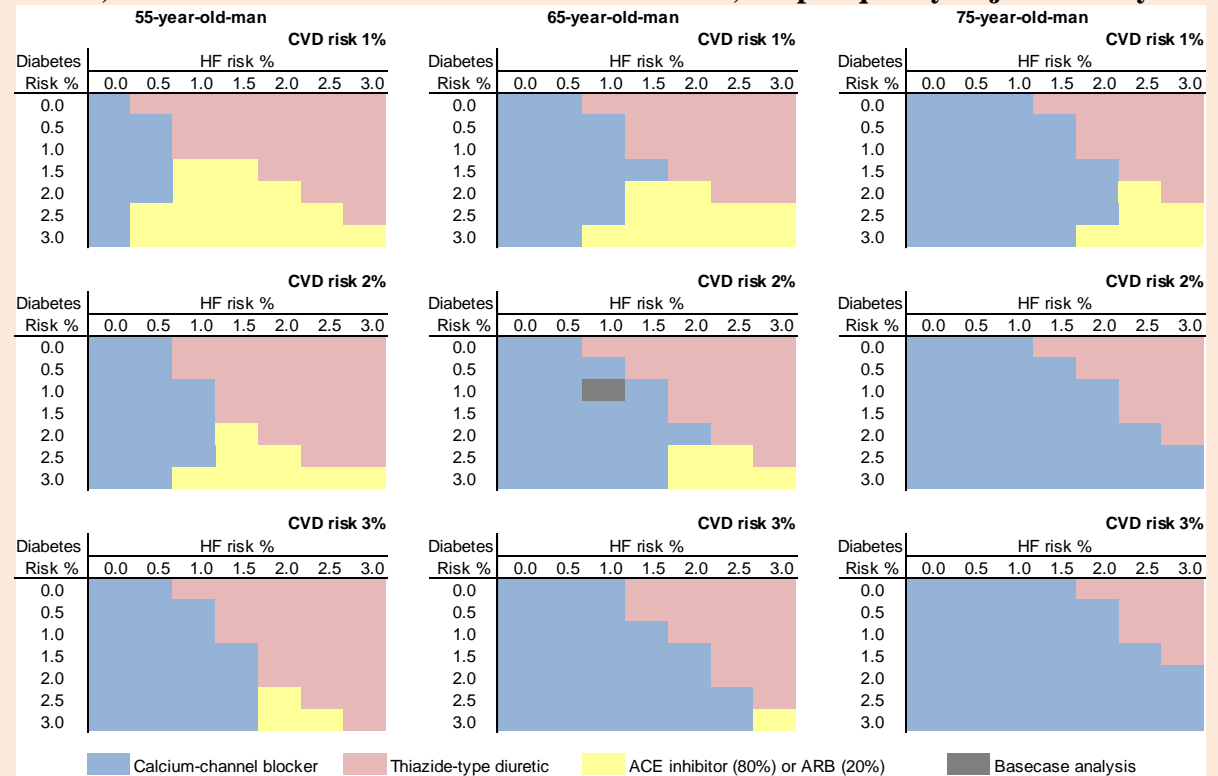 55-year-old-man 65-year-old-man 75-year-old-man
CVD risk 1% CVD risk 1% CVD risk 1%
Diabetes HF risk % Diabetes HF risk % Diabetes HF risk %
Risk % 0.0 0.5 1.0 1.5 2.0 2.5 3.0 Risk % 0.0 0.5 1.0 1.5 2.0 2.5 3.0 Risk % 0.0 0.5 1.0 1.5 2.0 2.5 3.0
0.0 0.0 0.0
0.5 0.5 0.5
1.0 1.0 1.0
1.5 1.5 1.5
2.0 2.0 2.0
2.5 2.5 2.5
3.0 3.0 3.0
CVD risk 2% CVD risk 2% CVD risk 2%
Diabetes HF risk % Diabetes HF risk % Diabetes HF risk %
Risk % 0.0 0.5 1.0 1.5 2.0 2.5 3.0 Risk % 0.0 0.5 1.0 1.5 2.0 2.5 3.0 Risk % 0.0 0.5 1.0 1.5 2.0 2.5 3.0
0.0 0.0 0.0
0.5 0.5 0.5
1.0 1.0 1.0
1.5 1.5 1.5
2.0 2.0 2.0
2.5 2.5 2.5
3.0 3.0 3.0
CVD risk 3% CVD risk 3% CVD risk 3%
Diabetes HF risk % Diabetes HF risk % Diabetes HF risk %
Risk % 0.0 0.5 1.0 1.5 2.0 2.5 3.0 Risk % 0.0 0.5 1.0 1.5 2.0 2.5 3.0 Risk % 0.0 0.5 1.0 1.5 2.0 2.5 3.0
0.0 0.0 0.0
0.5 0.5 0.5
1.0 1.0 1.0
1.5 1.5 1.5
2.0 2.0 2.0
2.5 2.5 2.5
3.0 3.0 3.0
Calcium-channel blocker Thiazide-type diuretic ACE inhibitor (80%) or ARB (20%) Basecase analysis